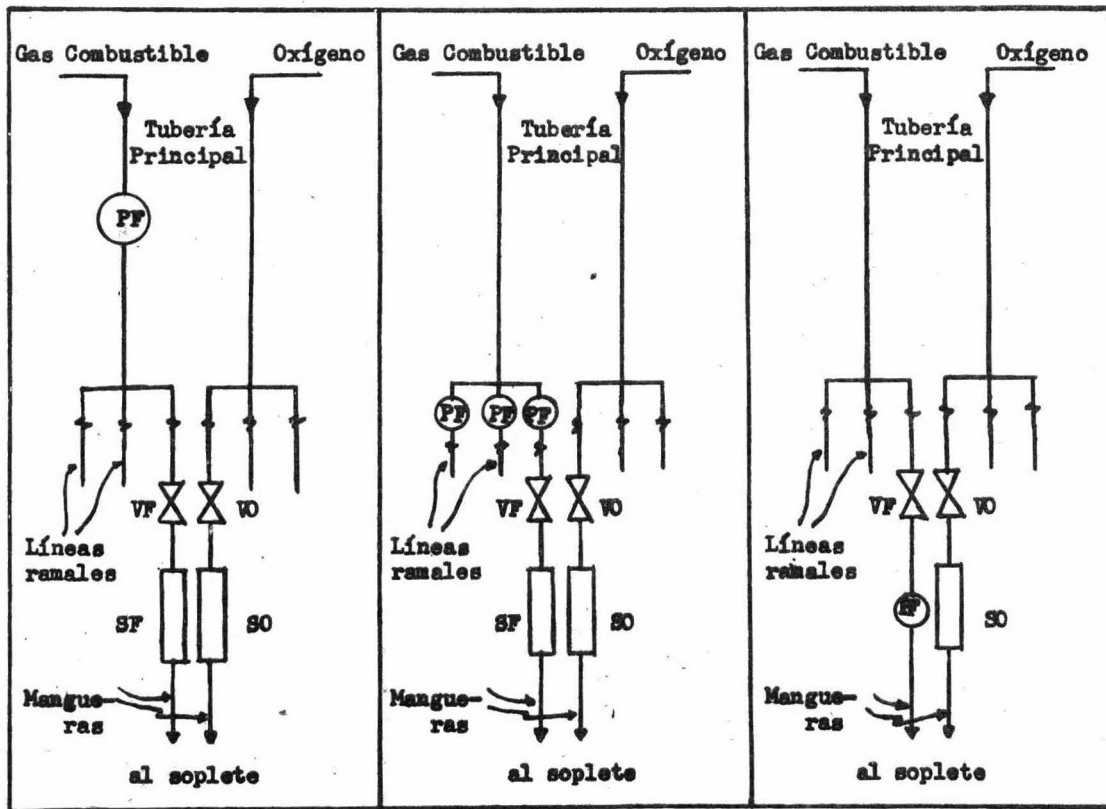 Gas Combustible
Oxígeno
Tubería
Principal
PF
VF
VO
Líneas
ramales
SF
SO
Mangue-
ras
al soplete
Gas Combustible
Oxígeno
Tubería
Principal
PF
PF
PF
VF
VO
Líneas
ramales
SF
SO
Mangue-
ras
al soplete
Gas Combustible
Oxígeno
Tubería
Principal
VF
VO
Líneas
ramales
PF
SO
Mangue-
ras
al soplete